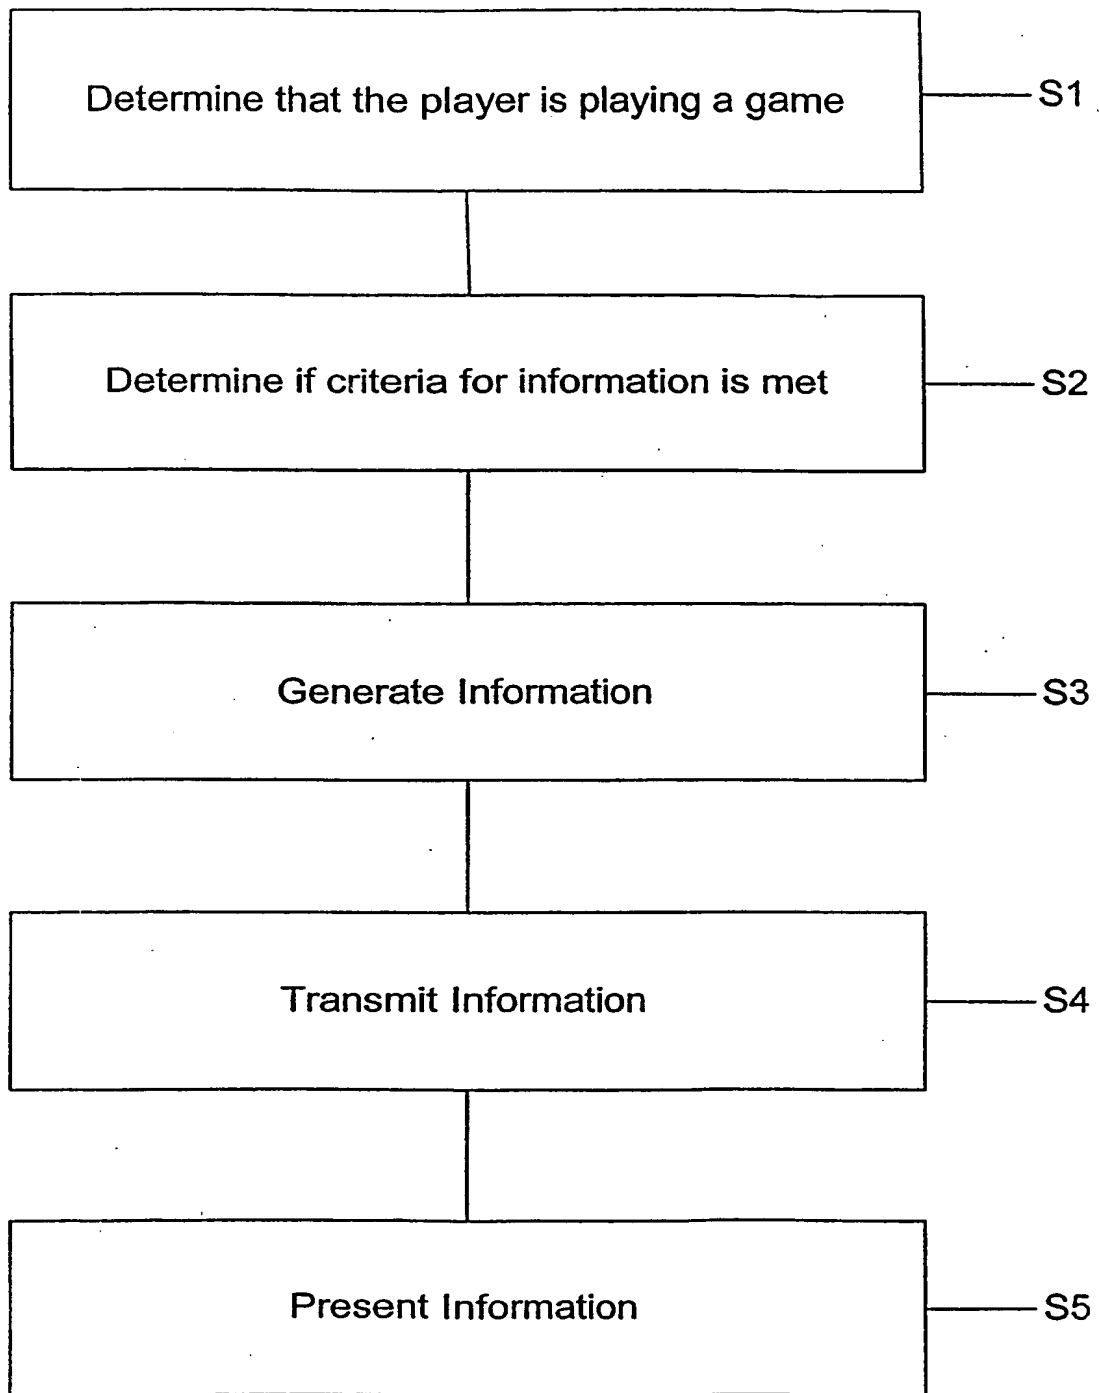 Determine that the player is playing a game
S1
Determine if criteria for information is met
S2
Generate Information
S3
Transmit Information
S4
Present Information
S5